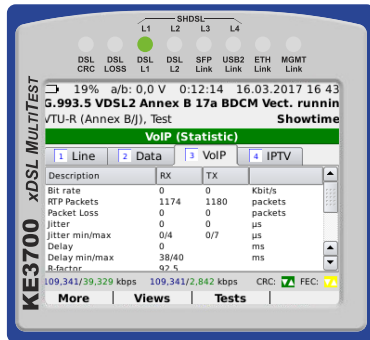 SHDSL
L1 L2 L3 L4
DSL CRC DSL LOSS DSL L1 DSL L2 SFP Link USB2 Link ETH Link MGMT Link
19% a/b: 0,0 V 0:12:14 16.03.2017 16 43
G.993.5 VDSL2 Annex B 17a BDCM Vect. runnin
VTU-R (Annex B/J), Test Showtime
VoIP (Statistic)
1 Line 2 Data 3 VoIP 4 IPTV
Description RX TX
Bit rate 0 0 Kbit/s
RTP Packets 1174 1180 packets
Packet Loss 0 0 packets
Jitter 0 0 µs
Jitter min/max 0/4 0/7 µs
Delay 0 ms
Delay min/max 38/40 ms
R-factor 92.5
109,341/39,329 kbps 109,341/2,842 kbps CRC: FEC:
More Views Tests
KE3700 xDSL MULTITEST